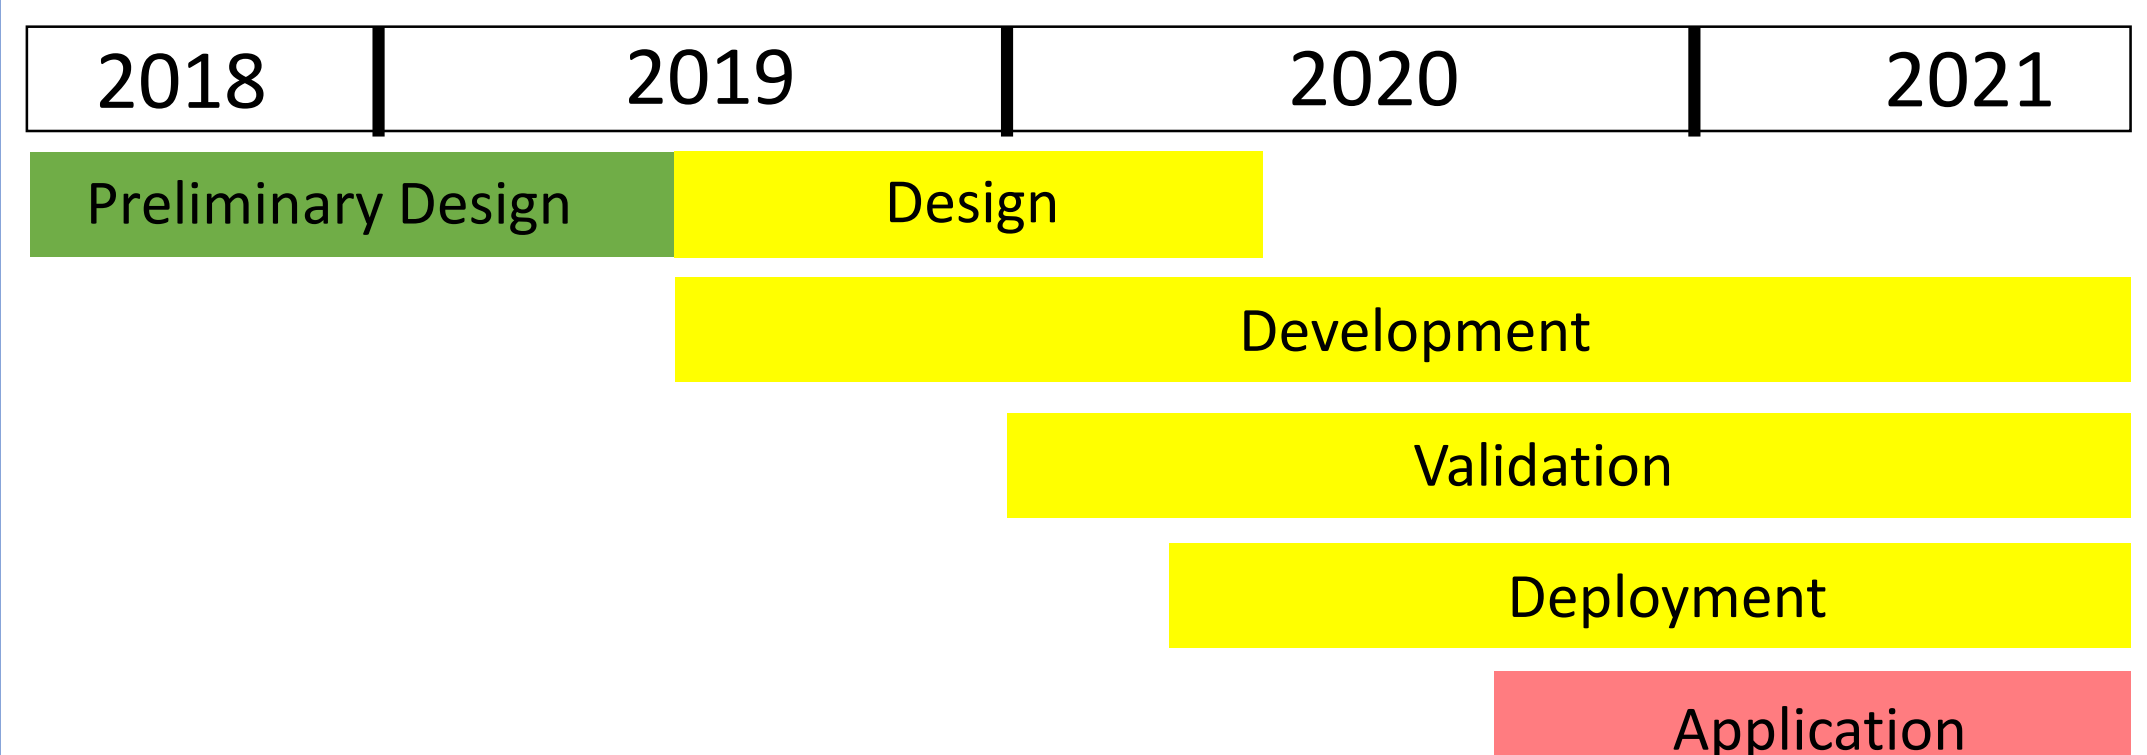 2018 2019 2020 2021
Preliminary Design Design
Development
Validation
Deployment
Application